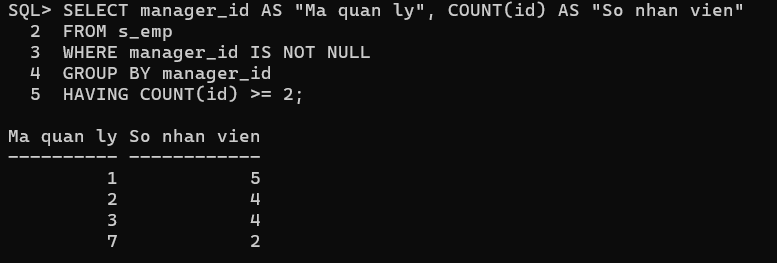 SQL> SELECT manager_id AS "Ma quan ly", COUNT(id) AS "So nhan vien"
  2  FROM s_emp
  3  WHERE manager_id IS NOT NULL
  4  GROUP BY manager_id
  5  HAVING COUNT(id) >= 2;

Ma quan ly So nhan vien
---------- ------------
         1            5
         2            4
         3            4
         7            2